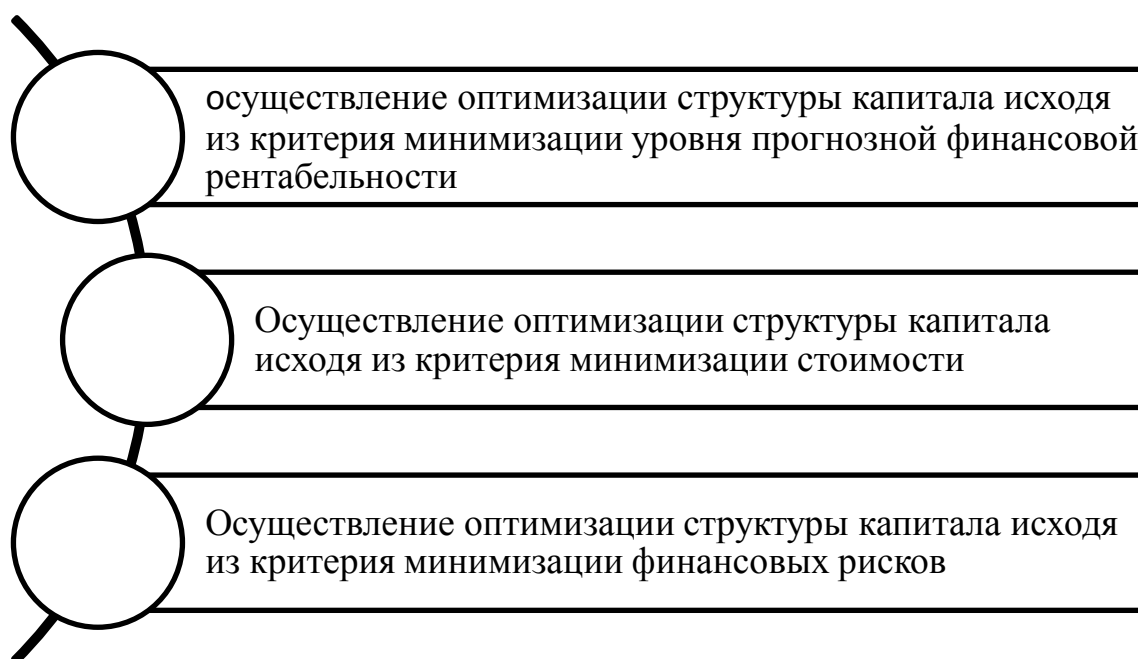 осуществление оптимизации структуры капитала исходя
из критерия минимизации уровня прогнозной финансовой
рентабельности
Осуществление оптимизации структуры капитала
исходя из критерия минимизации стоимости
Осуществление оптимизации структуры капитала исходя
из критерия минимизации финансовых рисков